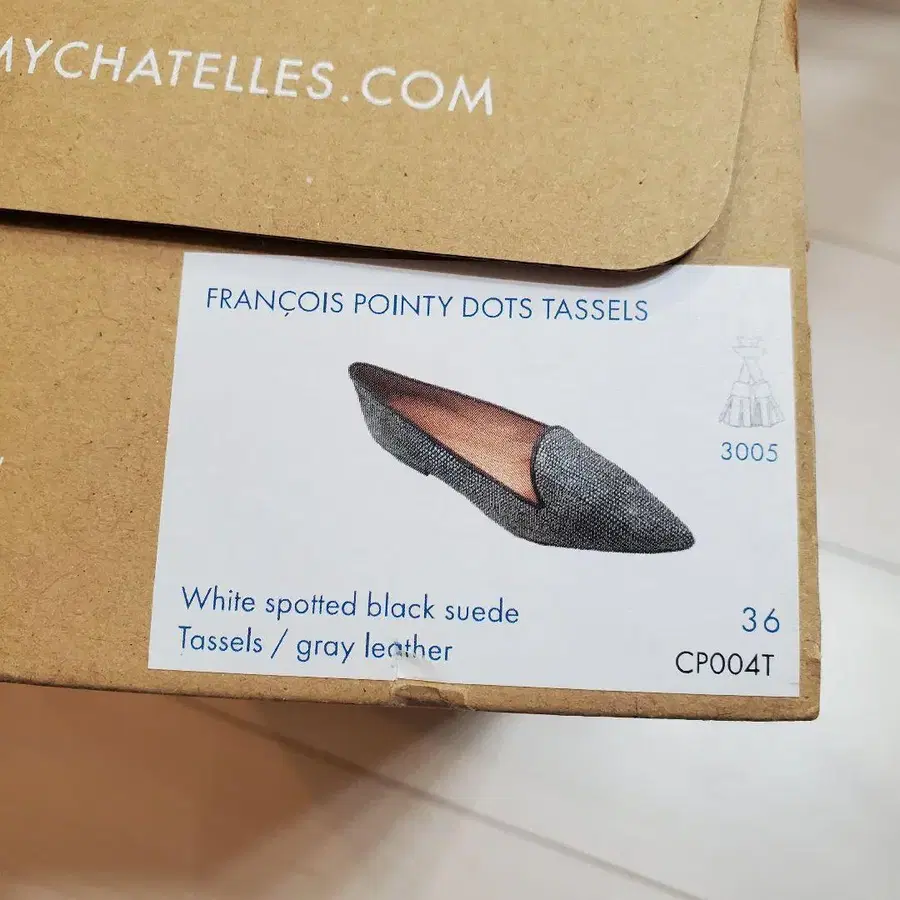 MYCHATELLES.COM
FRANÇOIS POINTY DOTS TASSELS
3005
White spotted black suede
Tassels / gray leather
36
CP004T